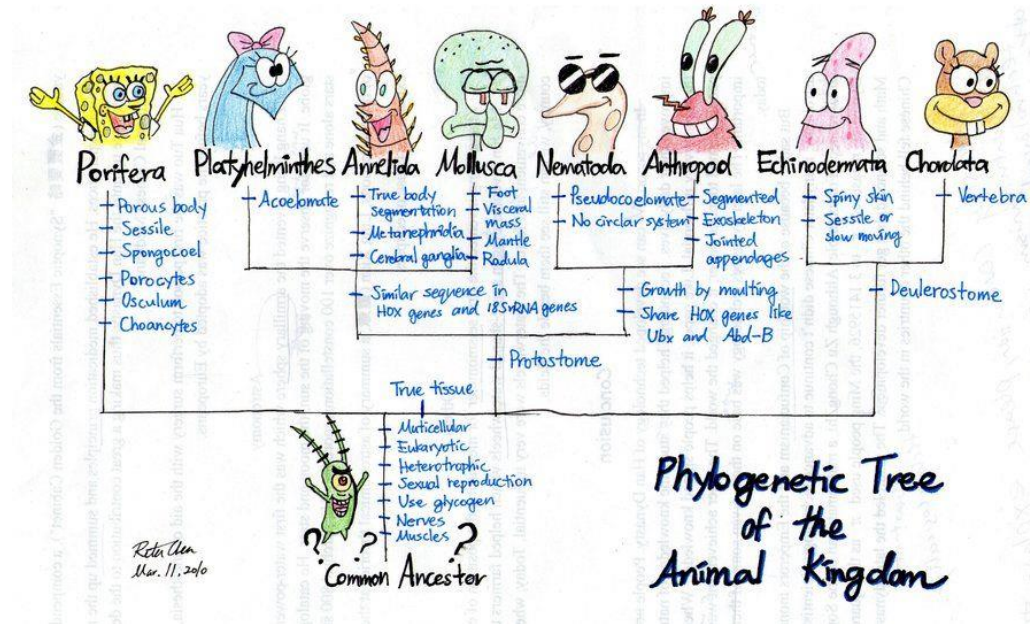 Porifera
Platyhelminthes
Annelida
Mollusca
Nematoda
Anthropod
Echinodermata
Chordata
Porous body
Sessile
Spongocoel
Porocytes
Osculum
Choancytes
Acoelomate
True body
segmentation
Metanephridia
Cerebral ganglia
Foot
Visceral
mass
Mantle
Radula
Pseudocoelomate
No circlar system
Segmented
Exoskeleton
Jointed
appendages
Spiny skin
Sessile or
slow moving
Vertebra
Similar sequence in
HOX genes and 18SrRNA genes
Growth by moulting
Share HOX genes like
Ubx and Abd-B
Deulerostome
Protostome
True tissue
Muticellular
Eukaryotic
Heterotrophic
Sexual reproduction
Use glycogen
Nerves
Muscles
? ? ?
Common Ancestor
Phylogenetic Tree
of the
Animal Kingdom
Mar. 11, 2010